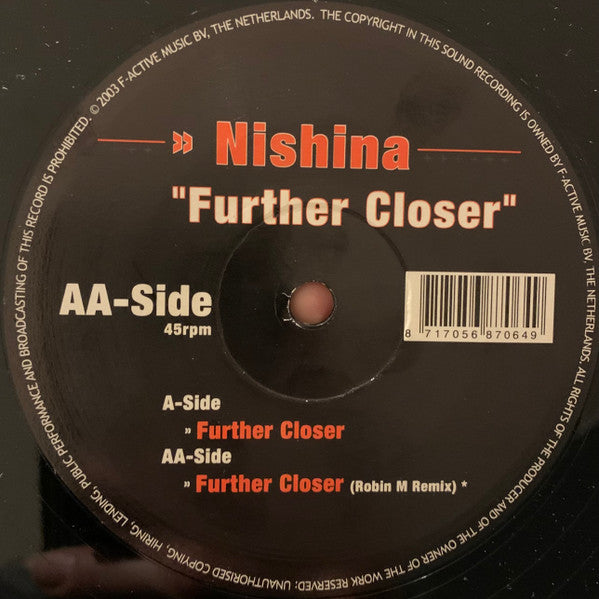 » Nishina
"Further Closer"
AA-Side
45rpm
8 717056 870649
A-Side
» Further Closer
AA-Side
» Further Closer (Robin M Remix) *
© 2003 F-ACTIVE MUSIC BV, THE NETHERLANDS. THE COPYRIGHT IN THIS SOUND RECORDING IS OWNED BY F-ACTIVE MUSIC BV. THE NETHERLANDS. ALL RIGHTS OF THE PRODUCER AND OF THE OWNER OF THE WORK RESERVED: UNAUTHORISED COPYING, HIRING, LENDING, PUBLIC PERFORMANCE AND BROADCASTING OF THIS RECORD IS PROHIBITED.